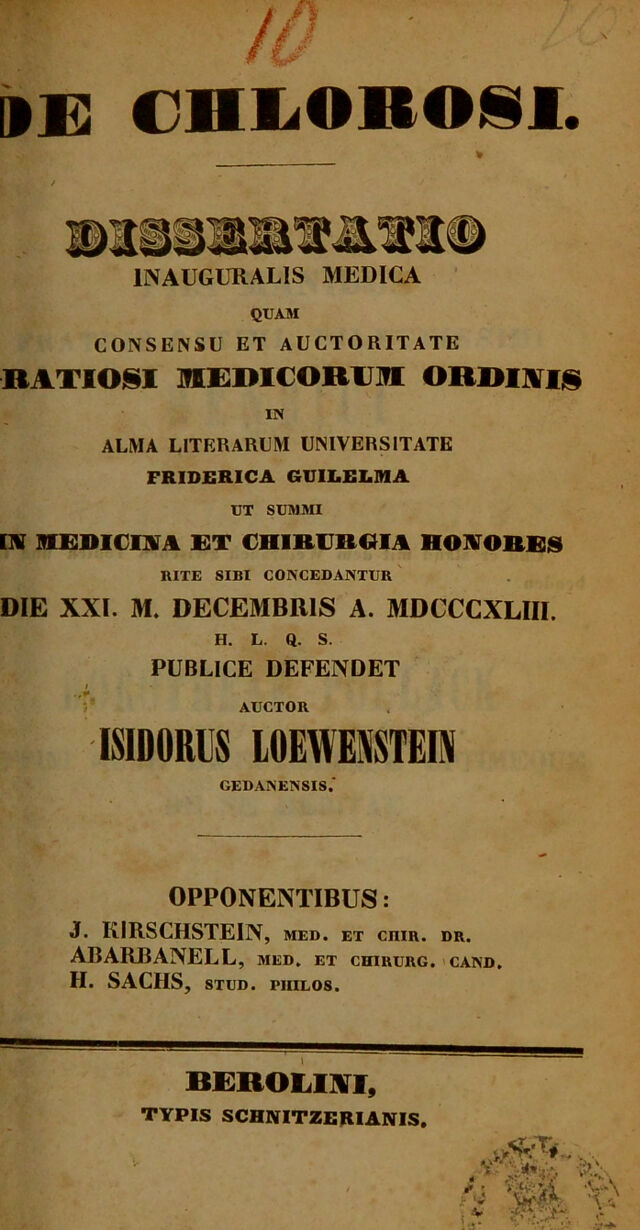 10
DE CHLOROSI.
DISSERTATIO
INAUGURALIS MEDICA
QUAM
CONSENSU ET AUCTORITATE
RATIOSI MEDICORUM ORDINIS
IN
ALMA LITERARUM UNIVERSITATE
FRIDERICA GUILELMA
UT SUMMI
IN MEDICINA ET CHIRURGIA HONORES
RITE SIBI CONCEDANTUR
DIE XXI. M. DECEMBRIS A. MDCCCXLIII.
H. L. Q. S.
PUBLICE DEFENDET
AUCTOR
ISIDORUS LOEWENSTEIN
GEDANENSIS.
OPPONENTIBUS:
J. KIRSCHSTEIN, MED. ET CHIR. DR.
ABARBANELL, MED. ET CHIRURG. CAND.
H. SACHS, STUD. PHILOS.
BEROLINI,
TYPIS SCHNITZERIANIS.